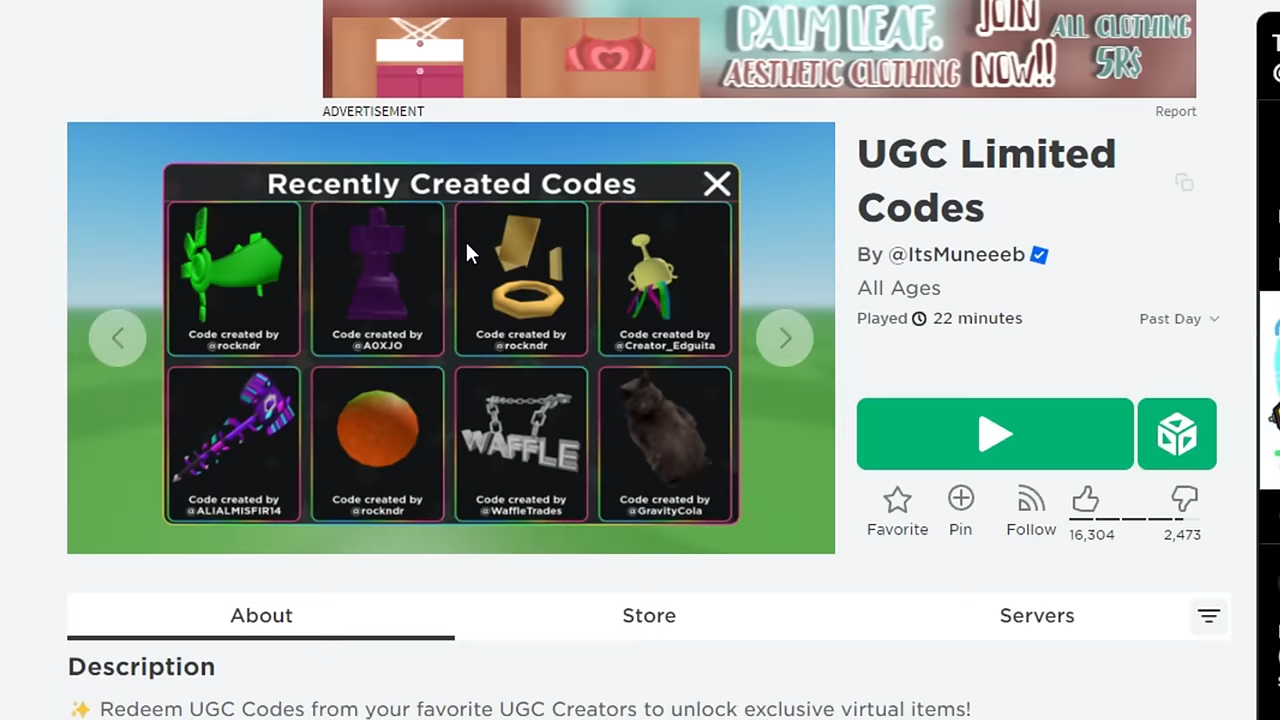 PALM LEAF.
AESTHETIC CLOTHING
JOIN
NOW!!
ALL CLOTHING
5R$
ADVERTISEMENT
Report
Recently Created Codes
Code created by
@rockndr
Code created by
@AOXJO
Code created by
@rockndr
Code created by
@Creator_Edguita
Code created by
@ALIALMISFIR14
Code created by
@rockndr
WAFFLE
Code created by
@WaffleTrades
Code created by
@GravityCola
UGC Limited
Codes
By @ItsMuneeeb
All Ages
Played 22 minutes
Past Day
Favorite
Pin
Follow
16,304
2,473
About
Store
Servers
Description
✨ Redeem UGC Codes from your favorite UGC Creators to unlock exclusive virtual items!